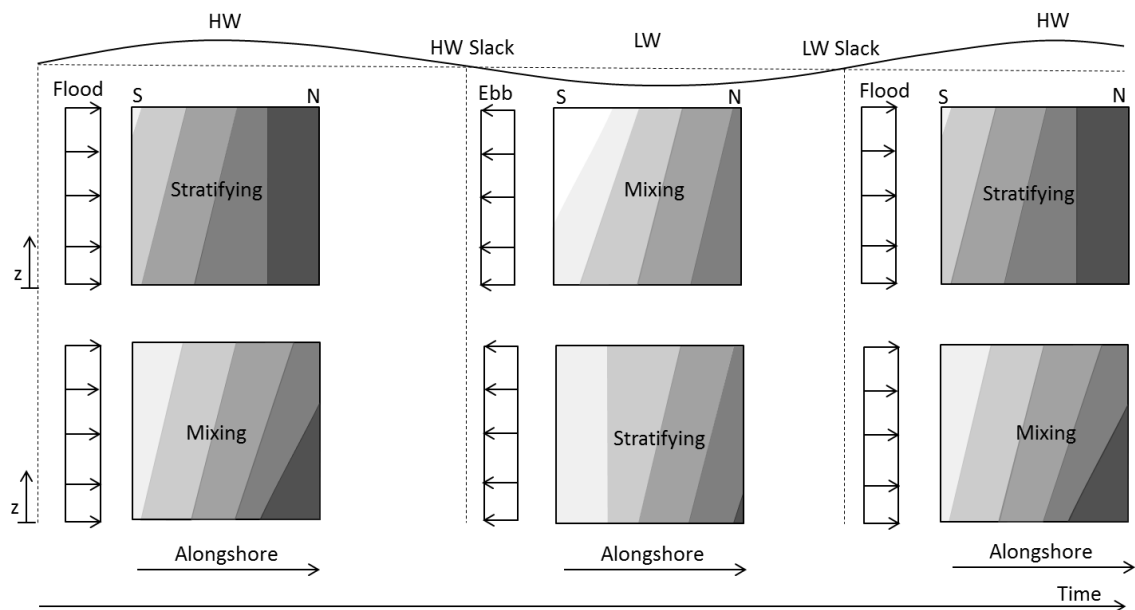 HW
HW Slack
LW
LW Slack
HW
Flood
S
N
Ebb
S
N
Flood
S
N
Stratifying
Mixing
Stratifying
z
Mixing
Stratifying
Mixing
z
Alongshore
Alongshore
Alongshore
Time